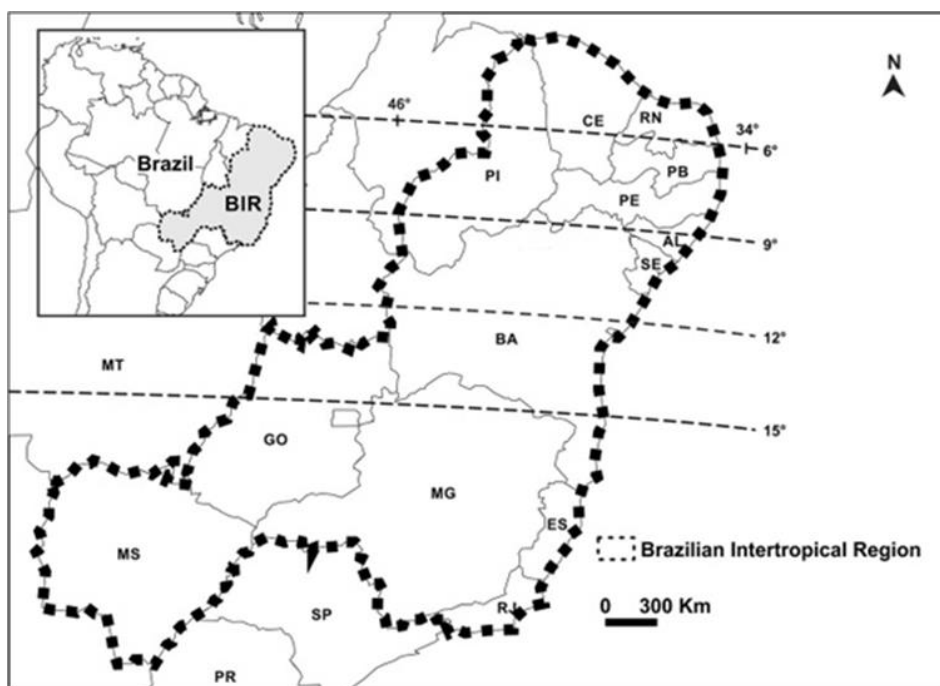 N
46°
CE
RN
34°
6°
Brazil
PI
PB
BIR
PE
AL
9°
SE
BA
12°
MT
15°
GO
MG
ES
MS
Brazilian Intertropical Region
RJ
SP
0 300 Km
PR